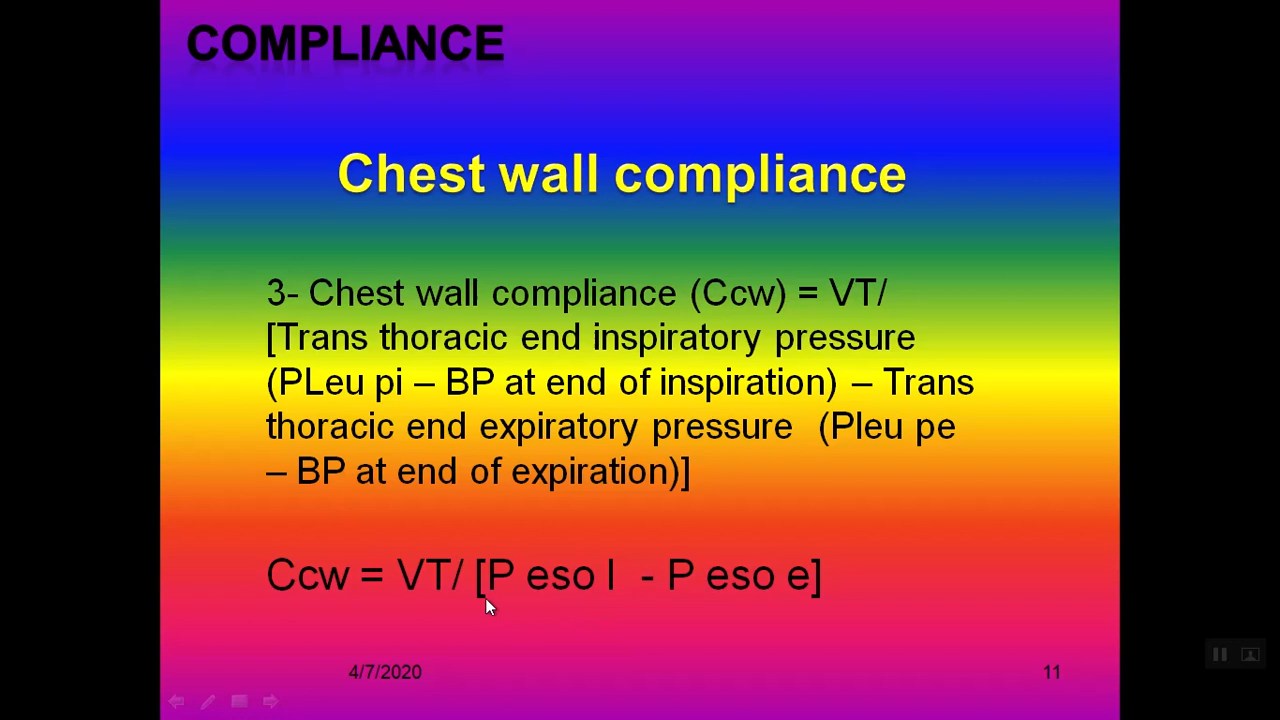 COMPLIANCE
Chest wall compliance
3- Chest wall compliance (Ccw) = VT/
[Trans thoracic end inspiratory pressure
(PLeu pi – BP at end of inspiration) – Trans
thoracic end expiratory pressure (Pleu pe
– BP at end of expiration)]
Ccw = VT/ [P eso I - P eso e]
4/7/2020
11